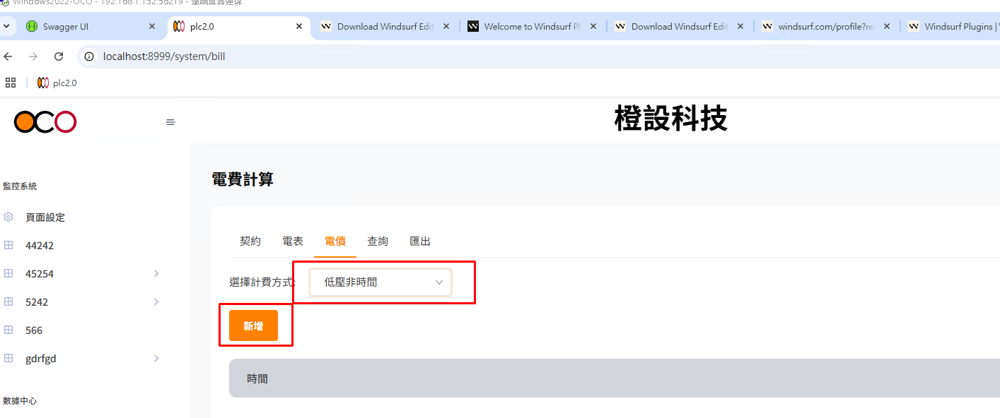 Windows2022-OCO - 192.168.1.152:56219 - 遠端桌面連線
Swagger UI
plc2.0
Download Windsurf Edit
Welcome to Windsurf Pl
Download Windsurf Edit
windsurf.com/profile?re
Windsurf Plugins |
localhost:8999/system/bill
plc2.0
OCO
橙設科技
電費計算
監控系統
頁面設定
44242
45254
5242
566
gdrfgd
數據中心
契約 電表 電價 查詢 匯出
選擇計費方式: 低壓非時間
新增
時間